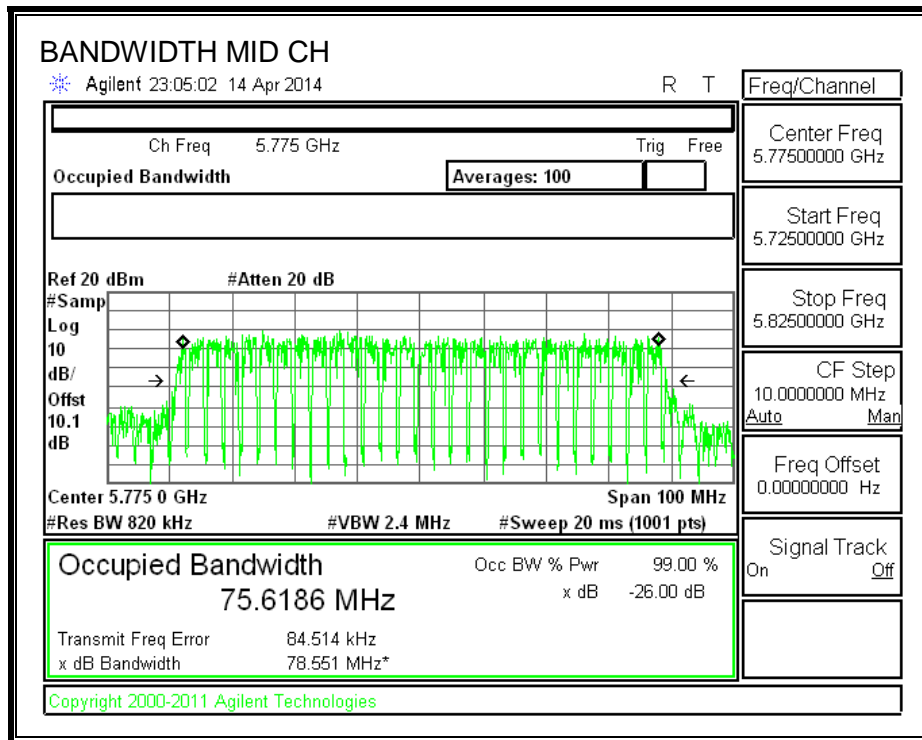 BANDWIDTH MID CH
Agilent 23:05:02 14 Apr 2014 R T
Freq/Channel
Ch Freq 5.775 GHz Trig Free
Occupied Bandwidth Averages: 100
Center Freq
5.77500000 GHz
Start Freq
5.72500000 GHz
Stop Freq
5.82500000 GHz
CF Step
10.0000000 MHz
Auto Man
Freq Offset
0.00000000 Hz
Signal Track
On Off
Ref 20 dBm #Atten 20 dB
#Samp
Log
10
dB/
Offst
10.1
dB
Center 5.775 0 GHz Span 100 MHz
#Res BW 820 kHz #VBW 2.4 MHz #Sweep 20 ms (1001 pts)
Occupied Bandwidth Occ BW % Pwr 99.00 %
75.6186 MHz x dB -26.00 dB
Transmit Freq Error 84.514 kHz
x dB Bandwidth 78.551 MHz*
Copyright 2000-2011 Agilent Technologies